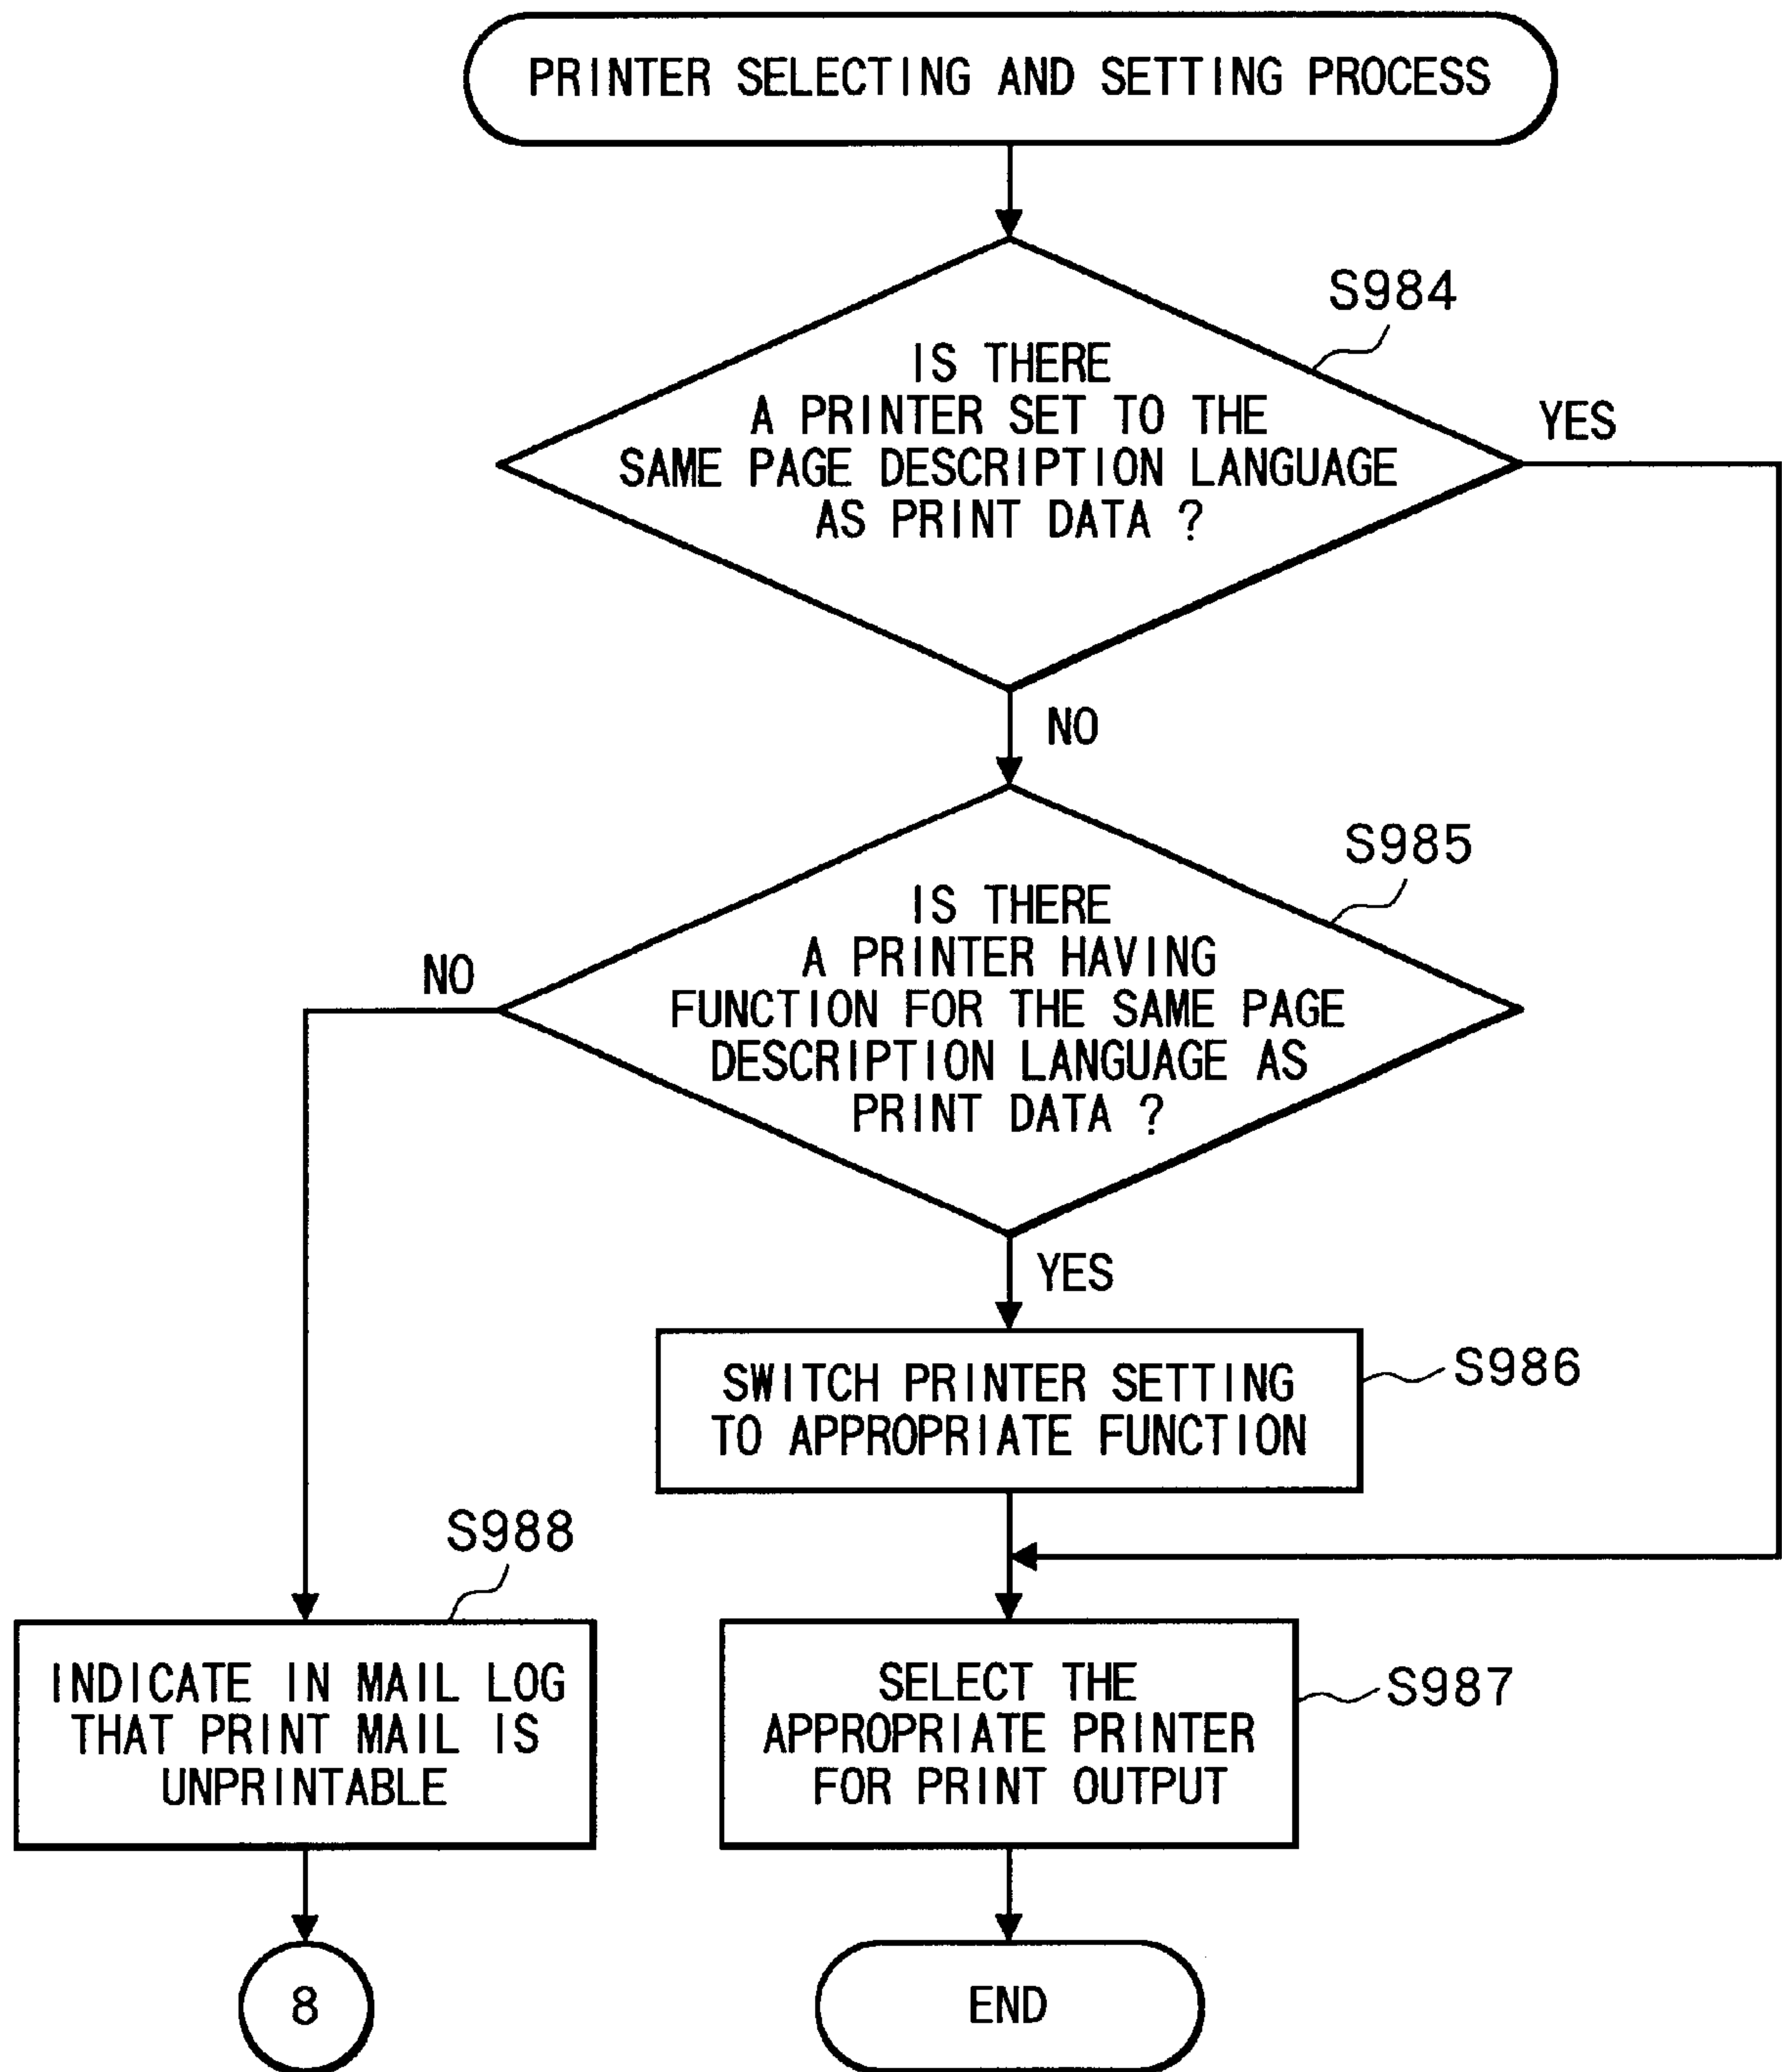 PRINTER SELECTING AND SETTING PROCESS
S984
IS THERE
A PRINTER SET TO THE
SAME PAGE DESCRIPTION LANGUAGE
AS PRINT DATA ?
YES
NO
S985
IS THERE
A PRINTER HAVING
FUNCTION FOR THE SAME PAGE
DESCRIPTION LANGUAGE AS
PRINT DATA ?
NO
YES
SWITCH PRINTER SETTING
TO APPROPRIATE FUNCTION
S986
S988
INDICATE IN MAIL LOG
THAT PRINT MAIL IS
UNPRINTABLE
SELECT THE
APPROPRIATE PRINTER
FOR PRINT OUTPUT
S987
8
END